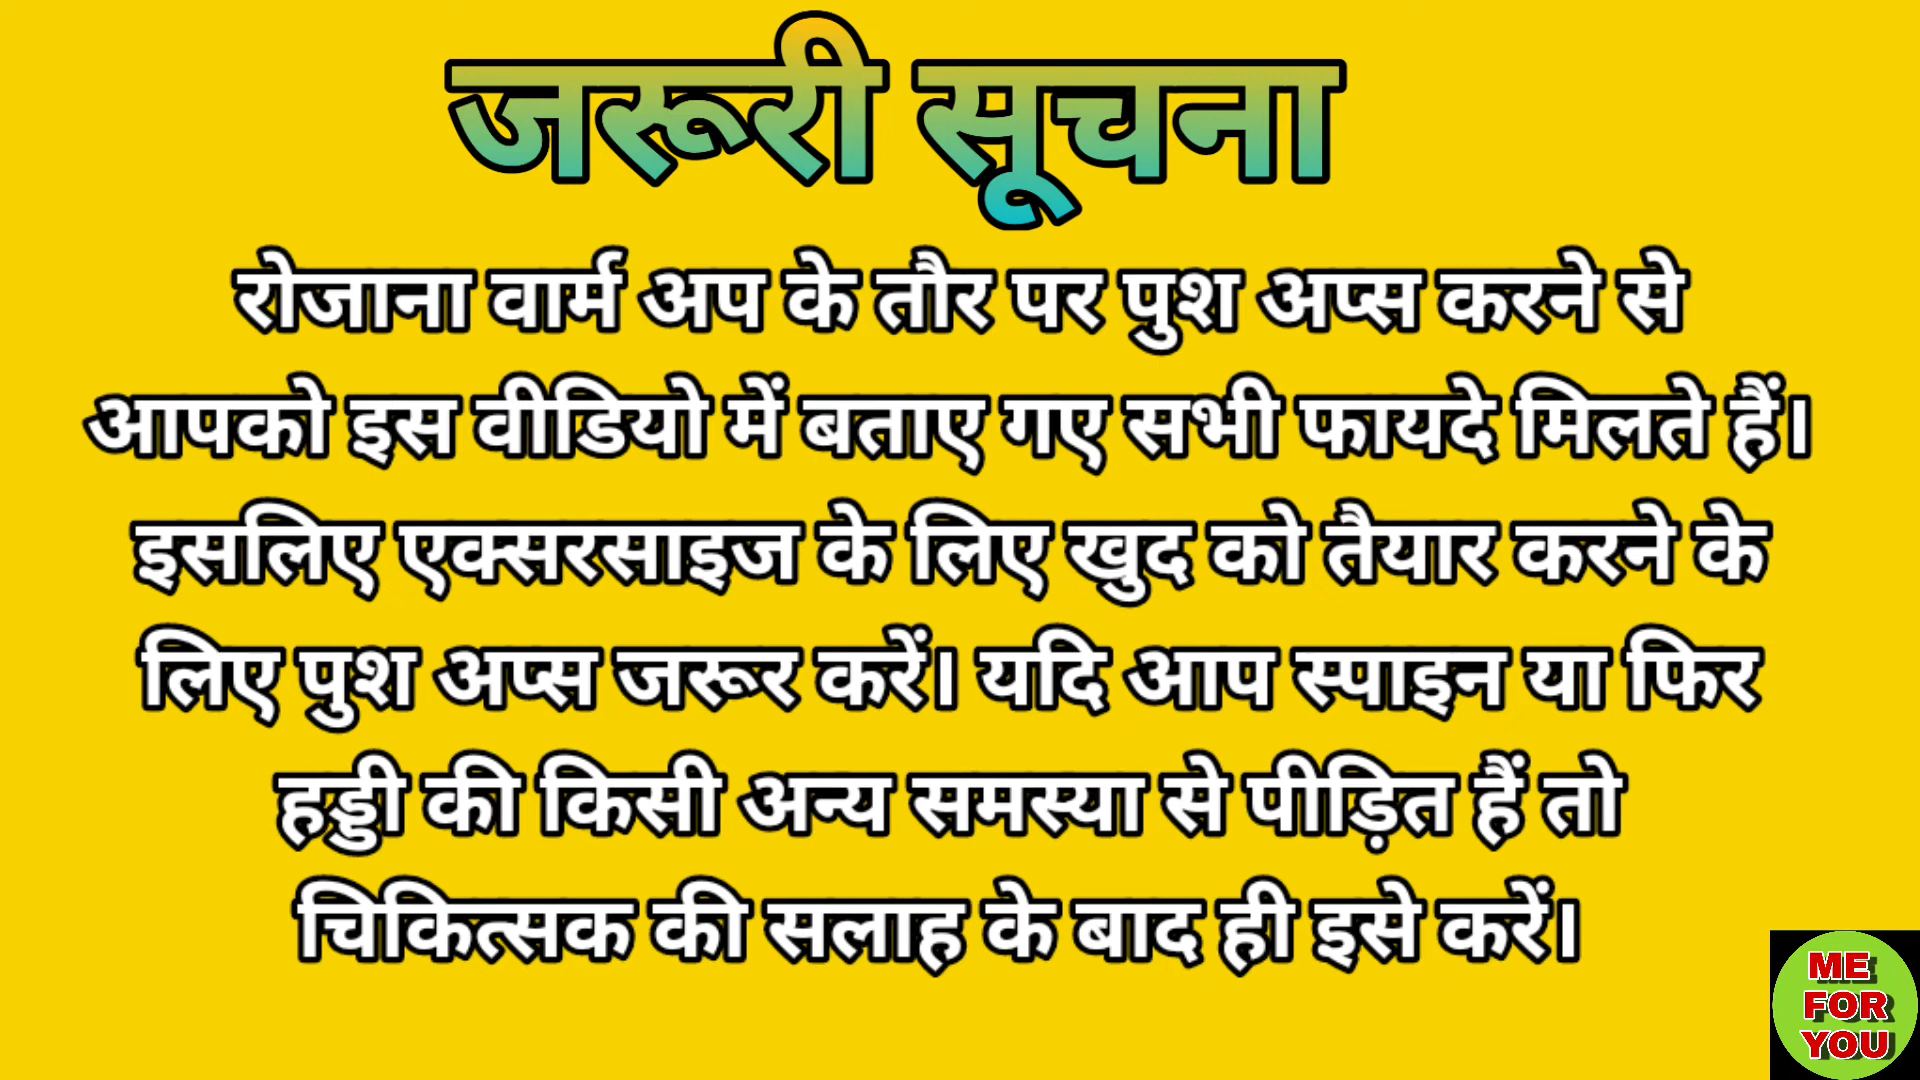 जरूरी सूचना
रोजाना वार्म अप के तौर पर पुश अप्स करने से
आपको इस वीडियो में बताए गए सभी फायदे मिलते हैं।
इसलिए एक्सरसाइज के लिए खुद को तैयार करने के
लिए पुश अप्स जरूर करें। यदि आप स्पाइन या फिर
हड्डी की किसी अन्य समस्या से पीड़ित हैं तो
चिकित्सक की सलाह के बाद ही इसे करें।
ME
FOR
YOU